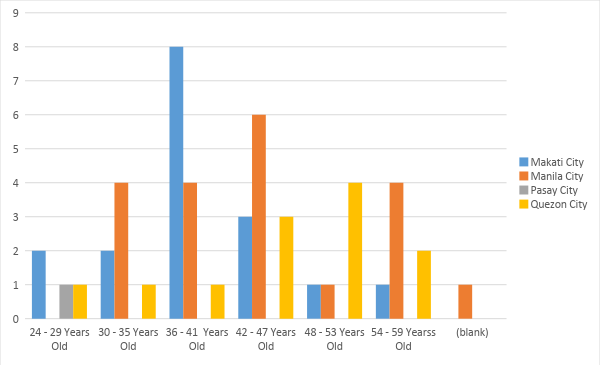 9
8
7
6
5
4
3
2
1
0
24 - 29 Years Old
30 - 35 Years Old
36 - 41  Years Old
42 - 47 Years Old
48 - 53 Years Old
54 - 59 Yearss Old
(blank)
Makati City
Manila City
Pasay City
Quezon City